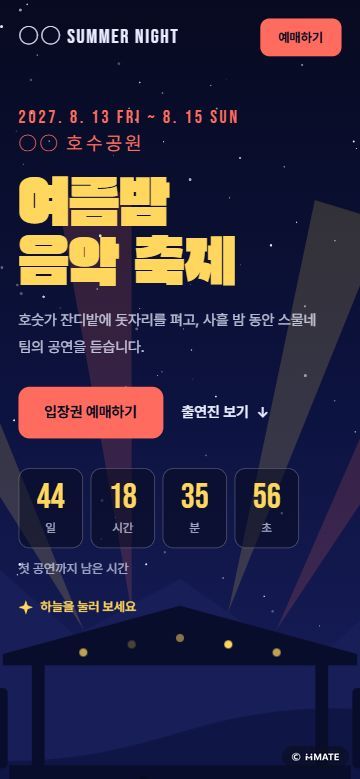 ○○ SUMMER NIGHT
예매하기
2027. 8. 13 FRI ~ 8. 15 SUN
○○ 호수공원
여름밤
음악 축제
호숫가 잔디밭에 돗자리를 펴고, 사흘 밤 동안 스물네
팀의 공연을 듣습니다.
입장권 예매하기
출연진 보기 ↓
44 18 35 56
일 시간 분 초
첫 공연까지 남은 시간
하늘을 눌러 보세요
© HMATE